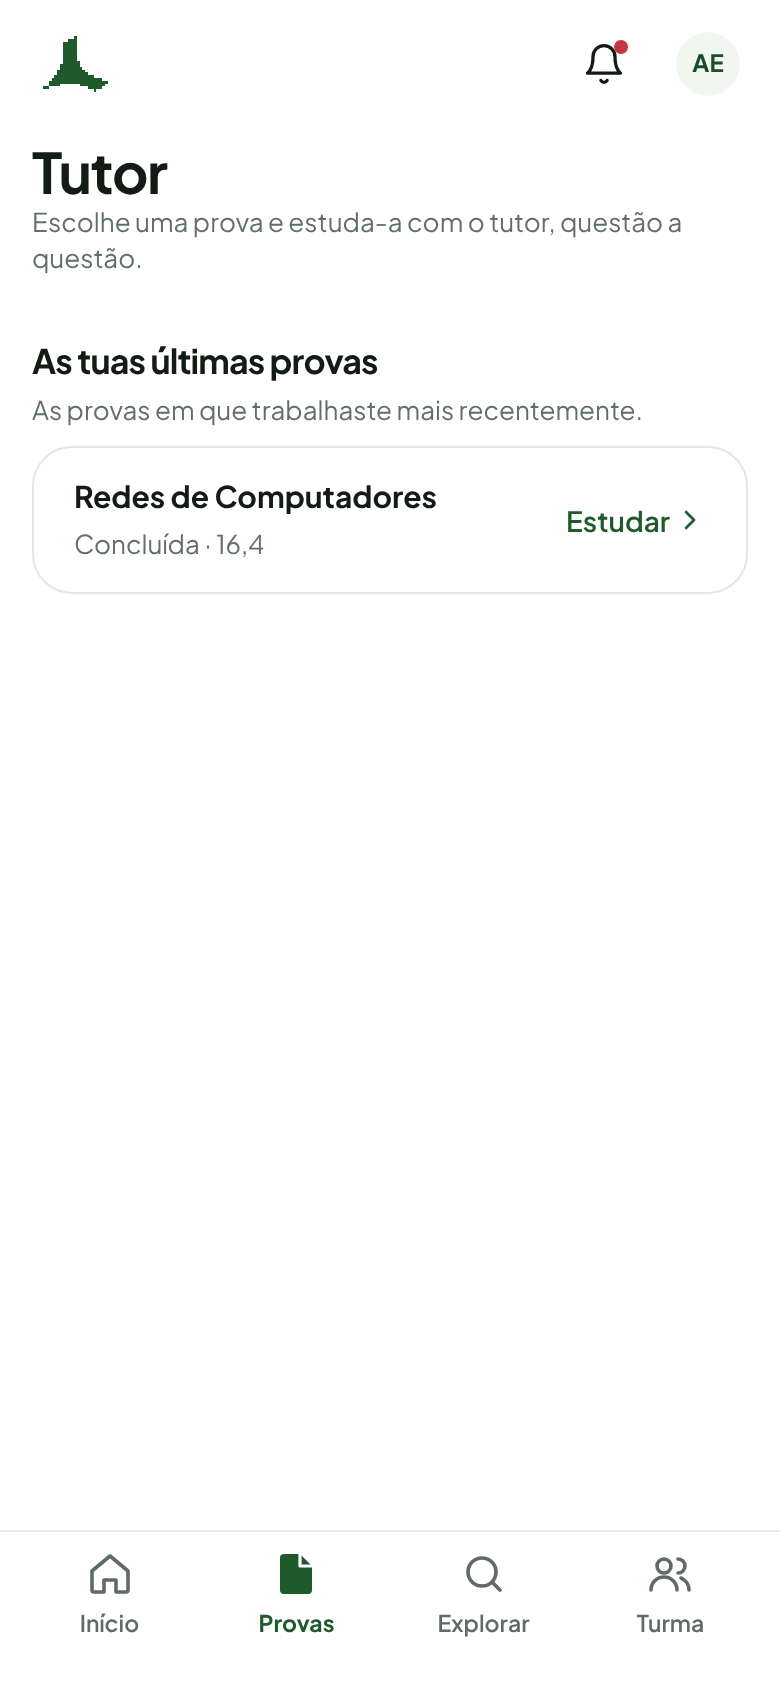 AE
Tutor
Escolhe uma prova e estuda-a com o tutor, questão a
questão.
As tuas últimas provas
As provas em que trabalhaste mais recentemente.
Redes de Computadores
Concluída · 16,4
Estudar
Início
Provas
Explorar
Turma